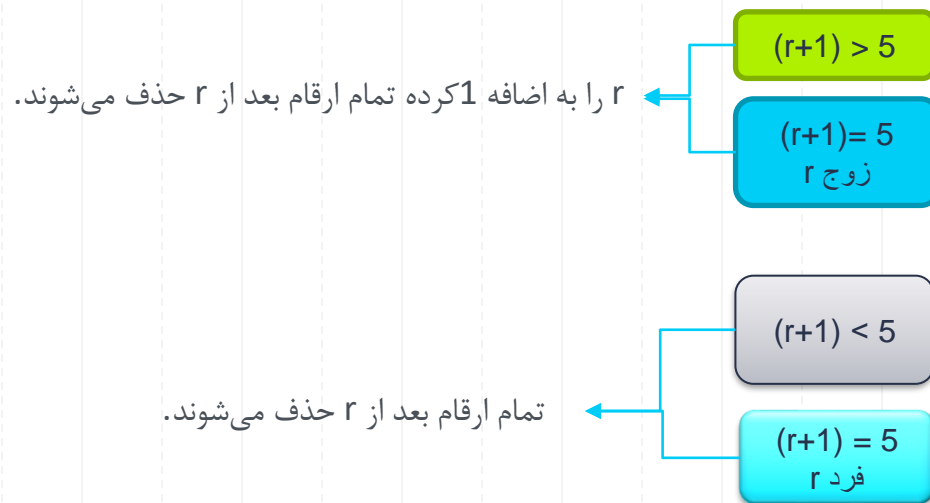 (r+1) > 5
r را به اضافه 1کرده تمام ارقام بعد از r حذف می‌شوند.
(r+1)= 5
زوج r
(r+1) < 5
تمام ارقام بعد از r حذف می‌شوند.
(r+1) = 5
فرد r